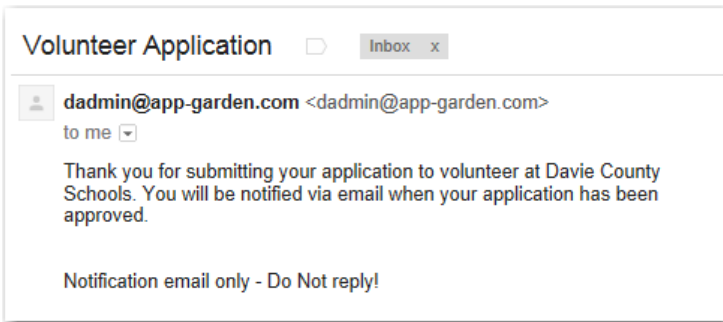 Volunteer Application Inbox x
dadmin@app-garden.com <dadmin@app-garden.com>
to me
Thank you for submitting your application to volunteer at Davie County
Schools. You will be notified via email when your application has been
approved.
Notification email only - Do Not reply!